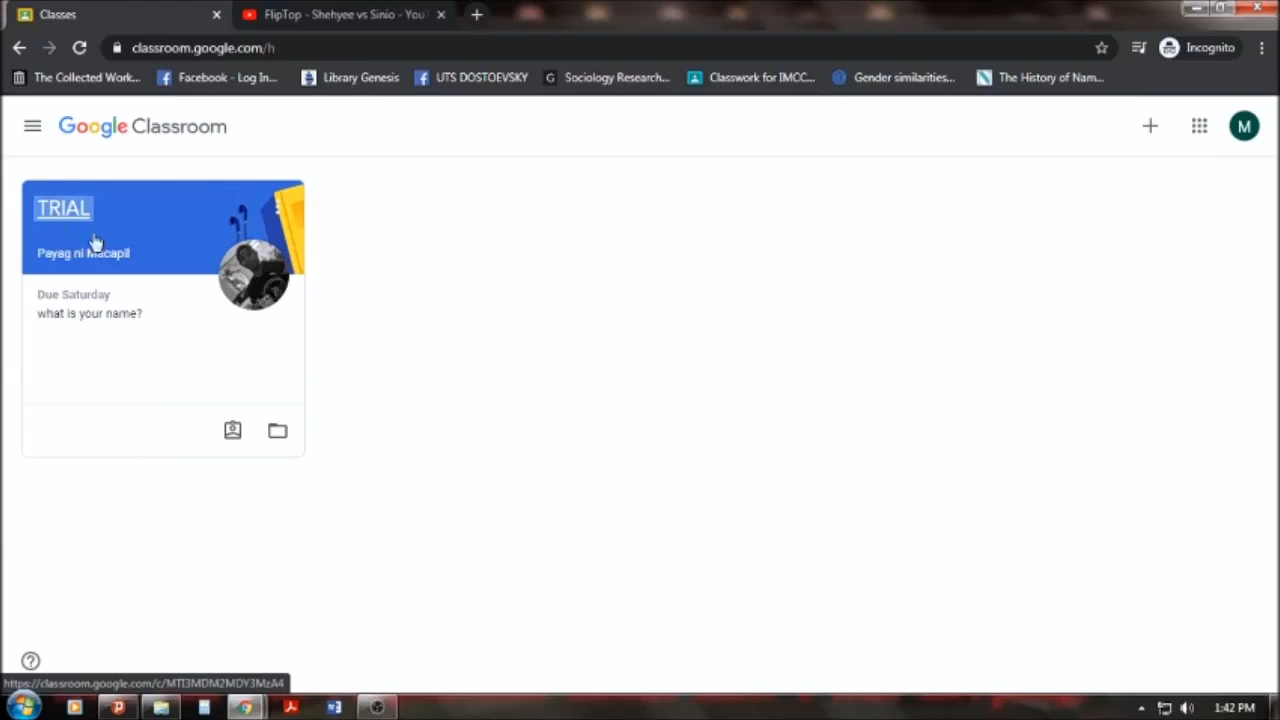 Classes
FlipTop - Shehyee vs Sinio - You
classroom.google.com/h
Incognito
The Collected Work...
Facebook - Log In...
Library Genesis
UTS DOSTOEVSKY
G
Sociology Research...
Classwork for IMCC...
Gender similarities...
The History of Nam...
Google Classroom
M
TRIAL
Payag ni Macapil
Due Saturday
what is your name?
https://classroom.google.com/c/MTI3MDM2MDY3MzA4
1:42 PM